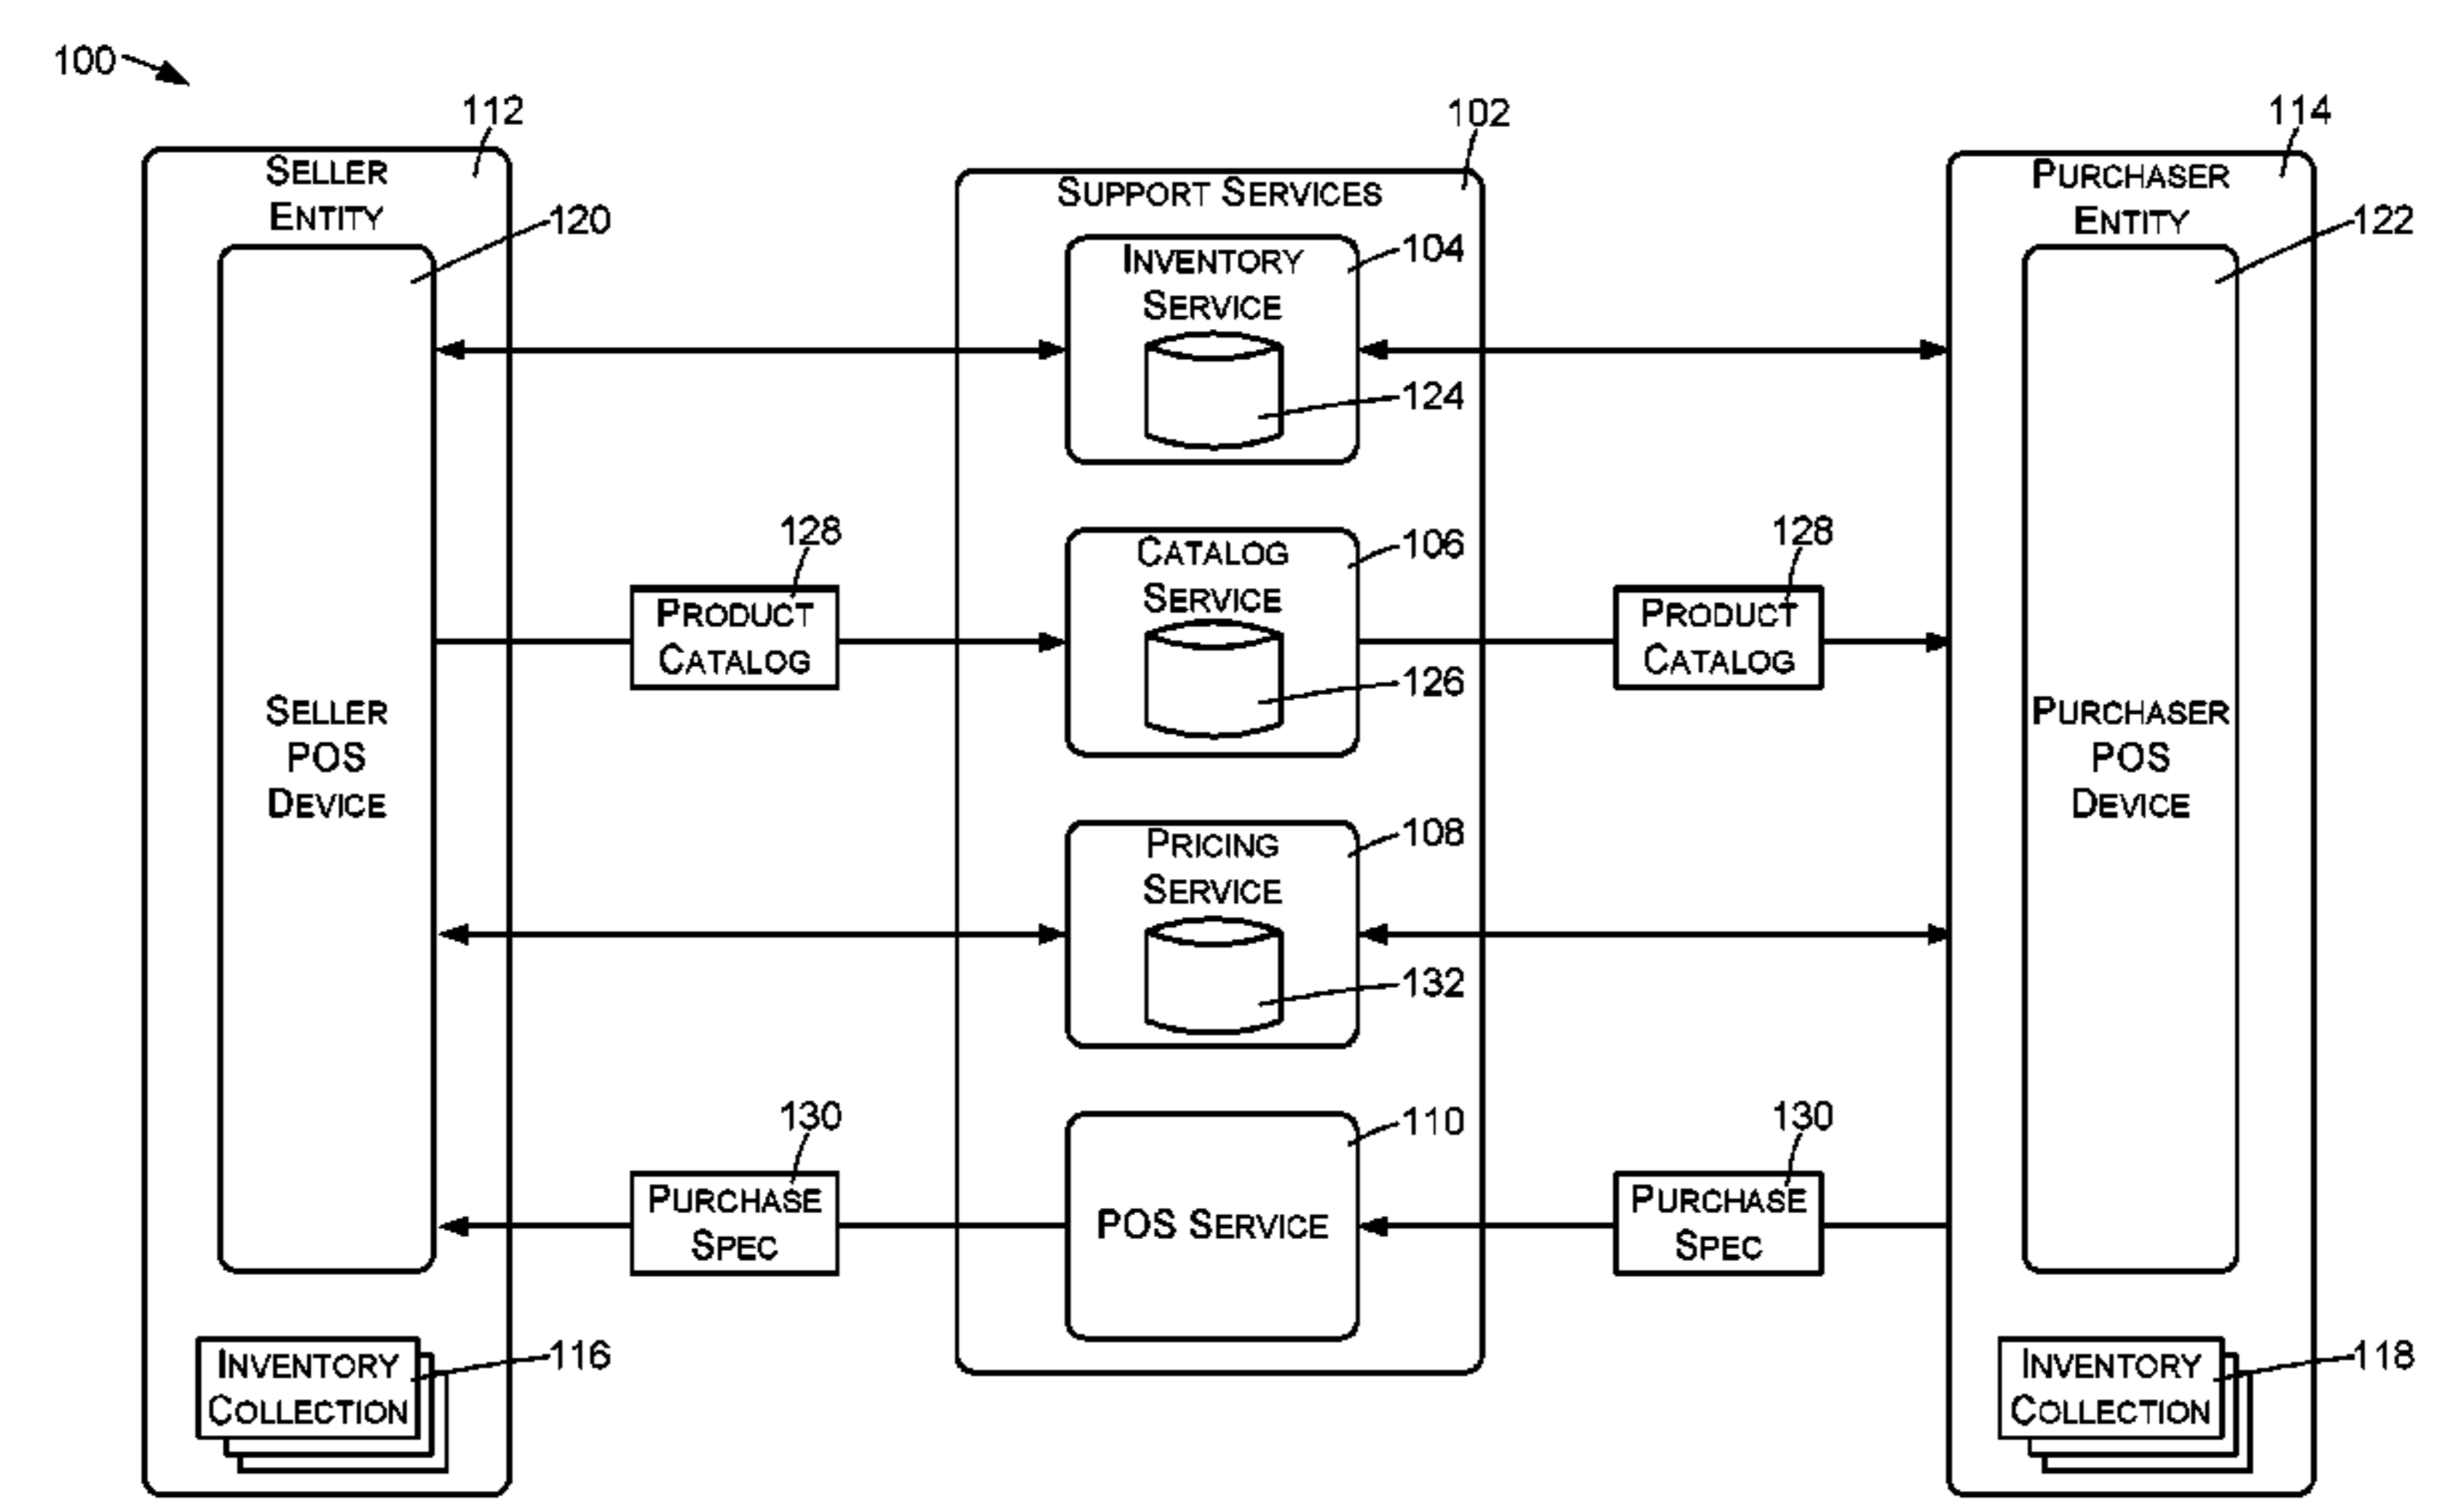 100
112
SELLER
ENTITY
120
SELLER
POS
DEVICE
INVENTORY
COLLECTION
116
128
PRODUCT
CATALOG
130
PURCHASE
SPEC
102
SUPPORT SERVICES
INVENTORY
SERVICE
104
124
CATALOG
SERVICE
106
126
PRICING
SERVICE
108
132
POS SERVICE
110
128
PRODUCT
CATALOG
130
PURCHASE
SPEC
114
PURCHASER
ENTITY
122
PURCHASER
POS
DEVICE
INVENTORY
COLLECTION
118